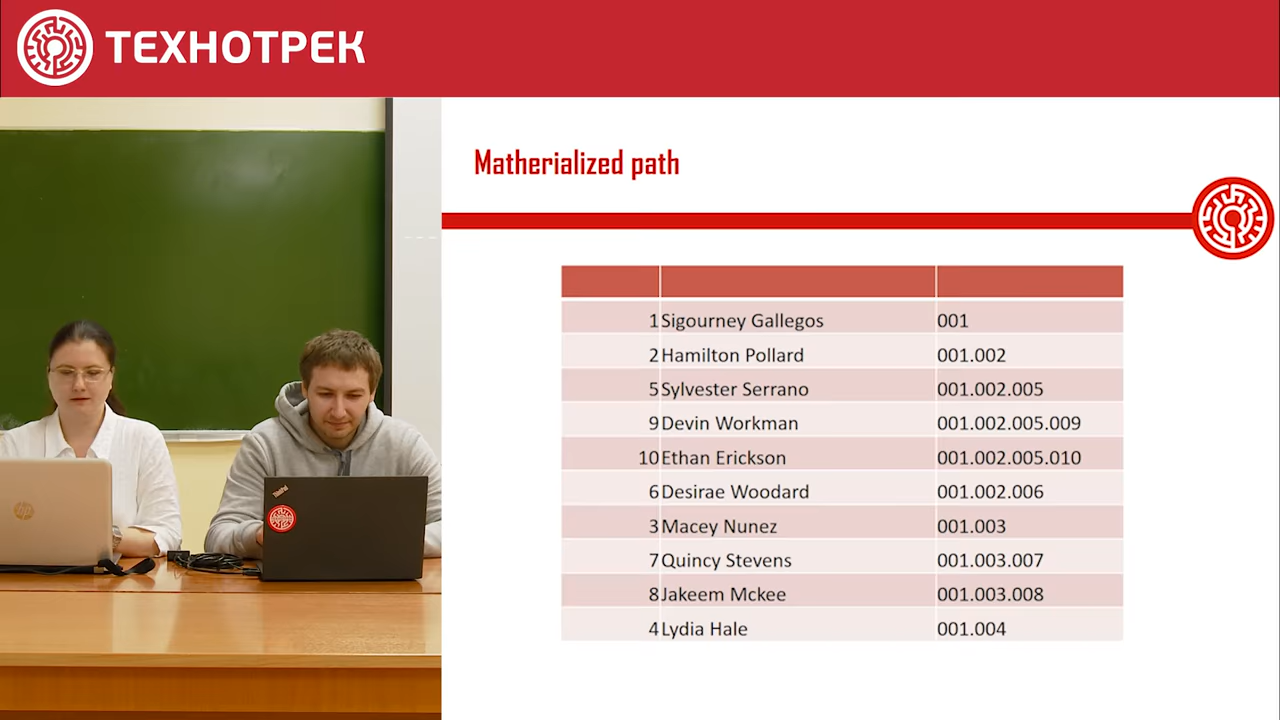 ТЕХНОТРЕК
Matherialized path
1 Sigourney Gallegos 001
2 Hamilton Pollard 001.002
5 Sylvester Serrano 001.002.005
9 Devin Workman 001.002.005.009
10 Ethan Erickson 001.002.005.010
6 Desirae Woodard 001.002.006
3 Macey Nunez 001.003
7 Quincy Stevens 001.003.007
8 Jakeem Mckee 001.003.008
4 Lydia Hale 001.004
ThinkPad
hp